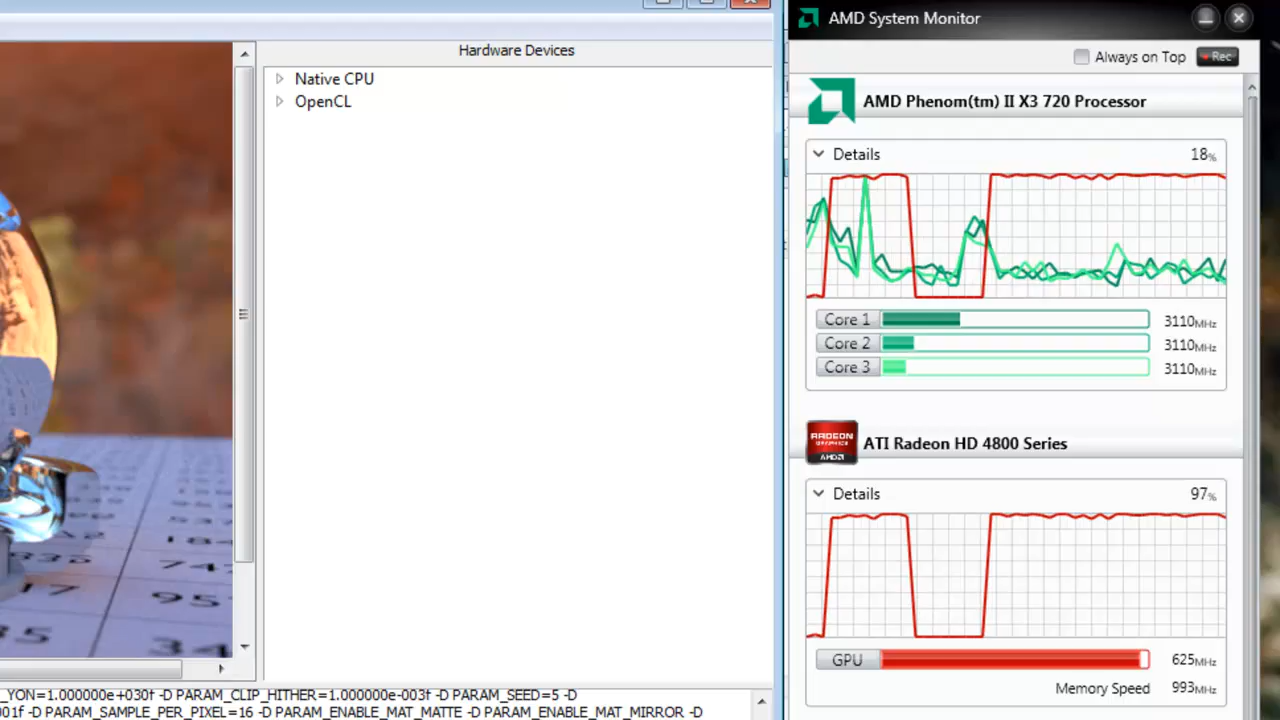 Hardware Devices
Native CPU
OpenCL
_YON=1.000000e+030f -D PARAM_CLIP_HITHER=1.000000e-003f -D PARAM_SEED=5 -D
001f -D PARAM_SAMPLE_PER_PIXEL=16 -D PARAM_ENABLE_MAT_MATTE -D PARAM_ENABLE_MAT_MIRROR -D
AMD System Monitor
Always on Top
Rec
AMD Phenom(tm) II X3 720 Processor
Details 18%
Core 1 3110MHz
Core 2 3110MHz
Core 3 3110MHz
RADEON
GRAPHICS
AMD
ATI Radeon HD 4800 Series
Details 97%
GPU 625MHz
Memory Speed 993MHz